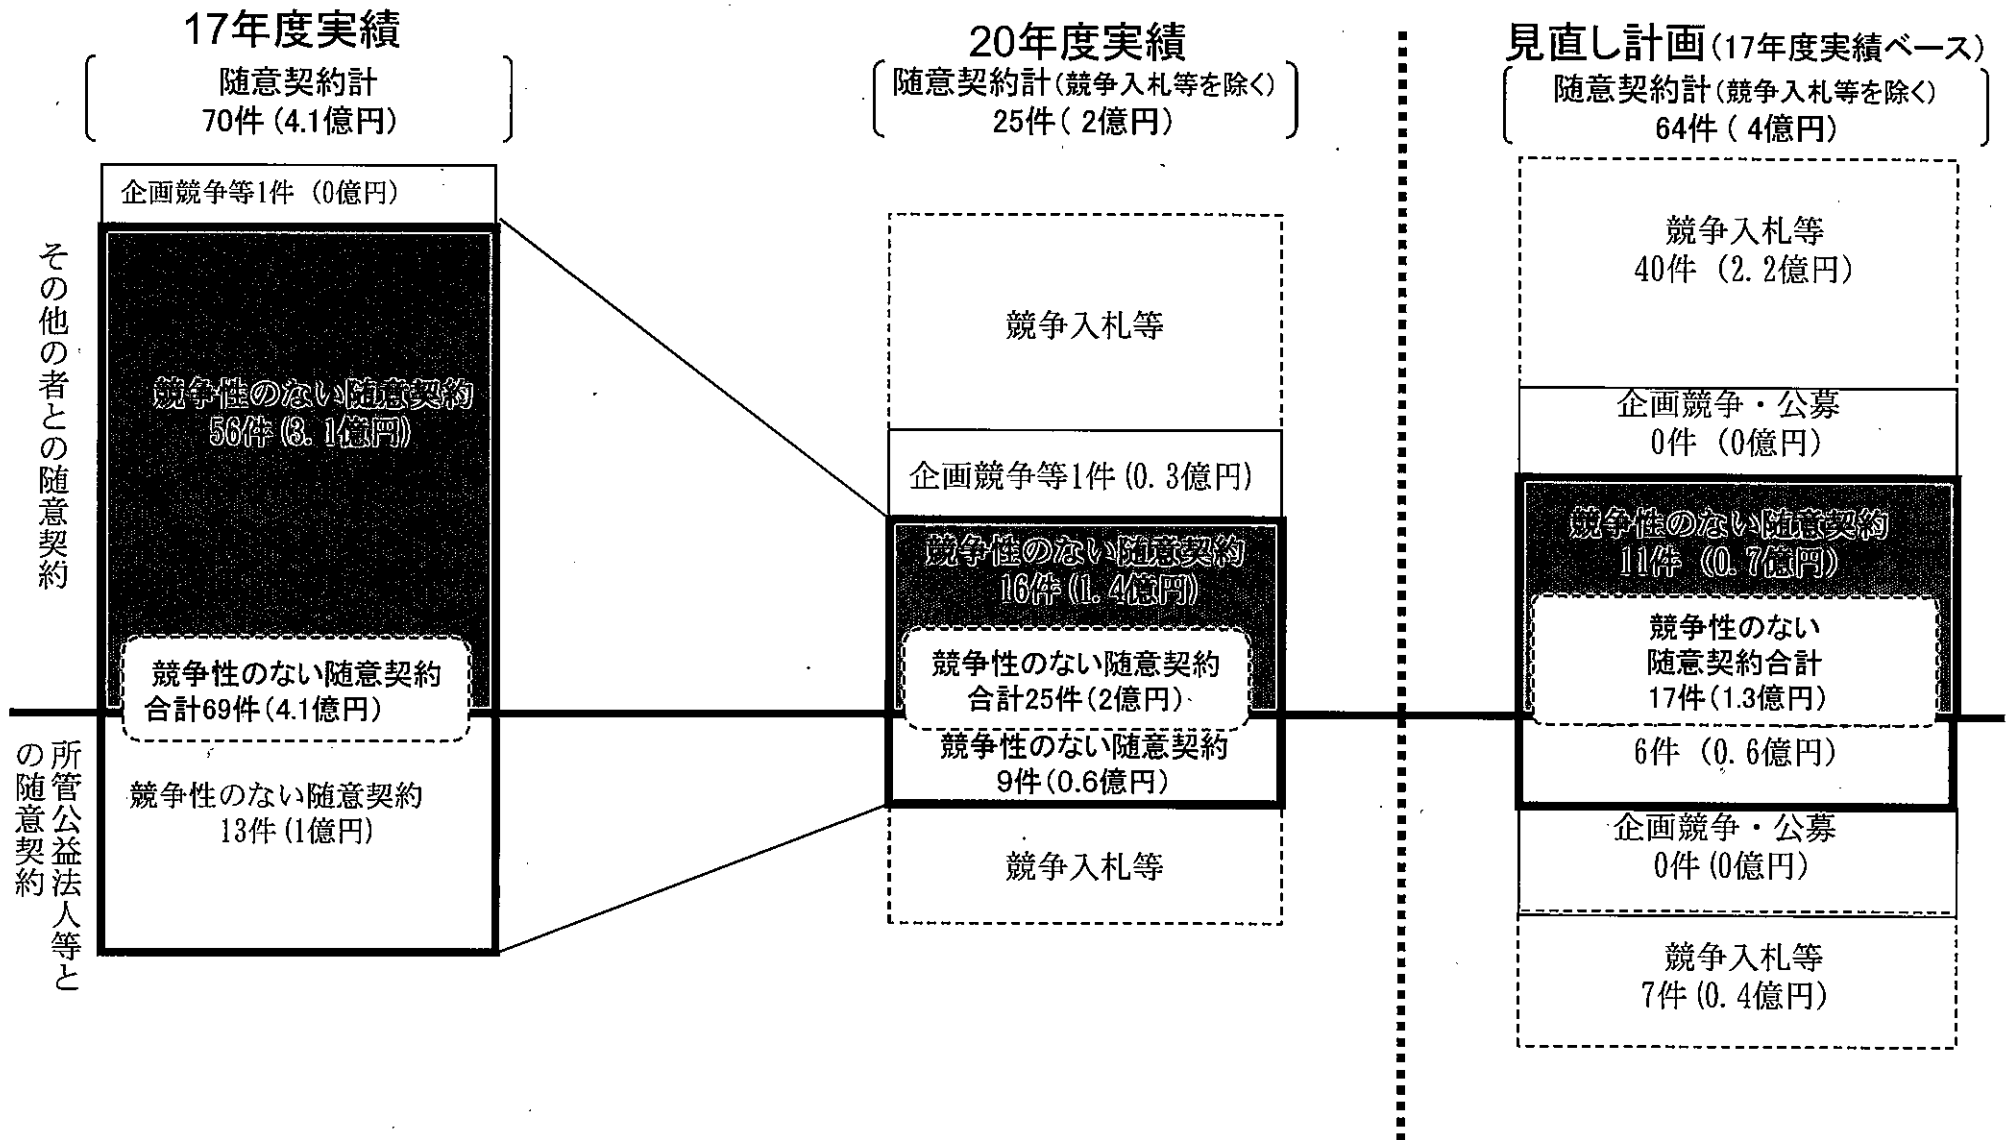 17年度実績
随意契約計
70件(4.1億円)
企画競争等1件 (0億円)
競争性のない随意契約
56件(3.1億円)
競争性のない随意契約
合計69件(4.1億円)
競争性のない随意契約
13件(1億円)
その他の者との随意契約
所管公益法人等と
の随意契約
20年度実績
随意契約計(競争入札等を除く)
25件( 2億円)
競争入札等
企画競争等1件(0.3億円)
競争性のない随意契約
16件(1.4億円)
競争性のない随意契約
合計25件(2億円)
競争性のない随意契約
9件(0.6億円)
競争入札等
見直し計画(17年度実績ベース)
随意契約計(競争入札等を除く)
64件( 4億円)
競争入札等
40件 (2.2億円)
企画競争・公募
0件 (0億円)
競争性のない随意契約
11件 (0.7億円)
競争性のない
随意契約合計
17件(1.3億円)
6件 (0.6億円)
企画競争・公募
0件(0億円)
競争入札等
7件(0.4億円)